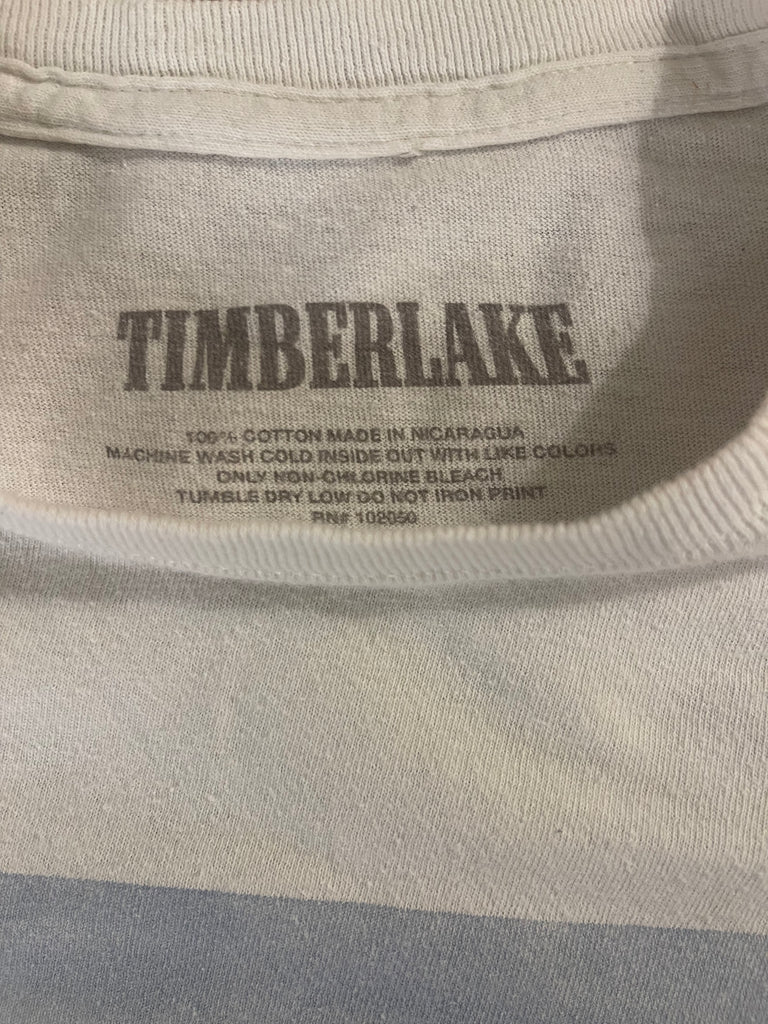 TIMBERLAKE
100% COTTON MADE IN NICARAGUA
MACHINE WASH COLD INSIDE OUT WITH LIKE COLORS
ONLY NON-CHLORINE BLEACH
TUMBLE DRY LOW DO NOT IRON PRINT
RN# 102050